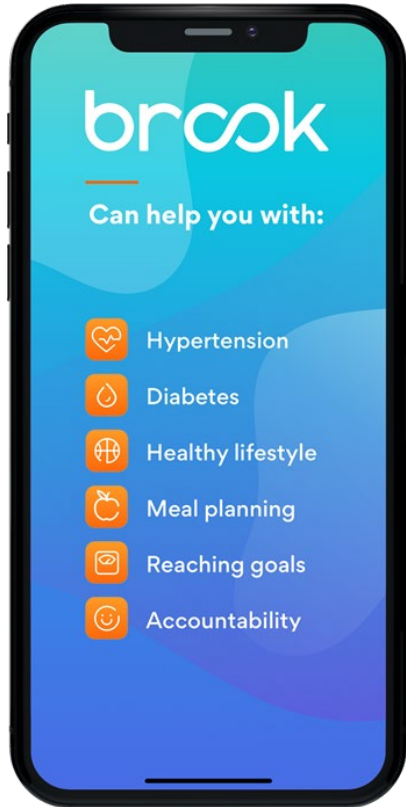 brook
Can help you with:
Hypertension
Diabetes
Healthy lifestyle
Meal planning
Reaching goals
Accountability